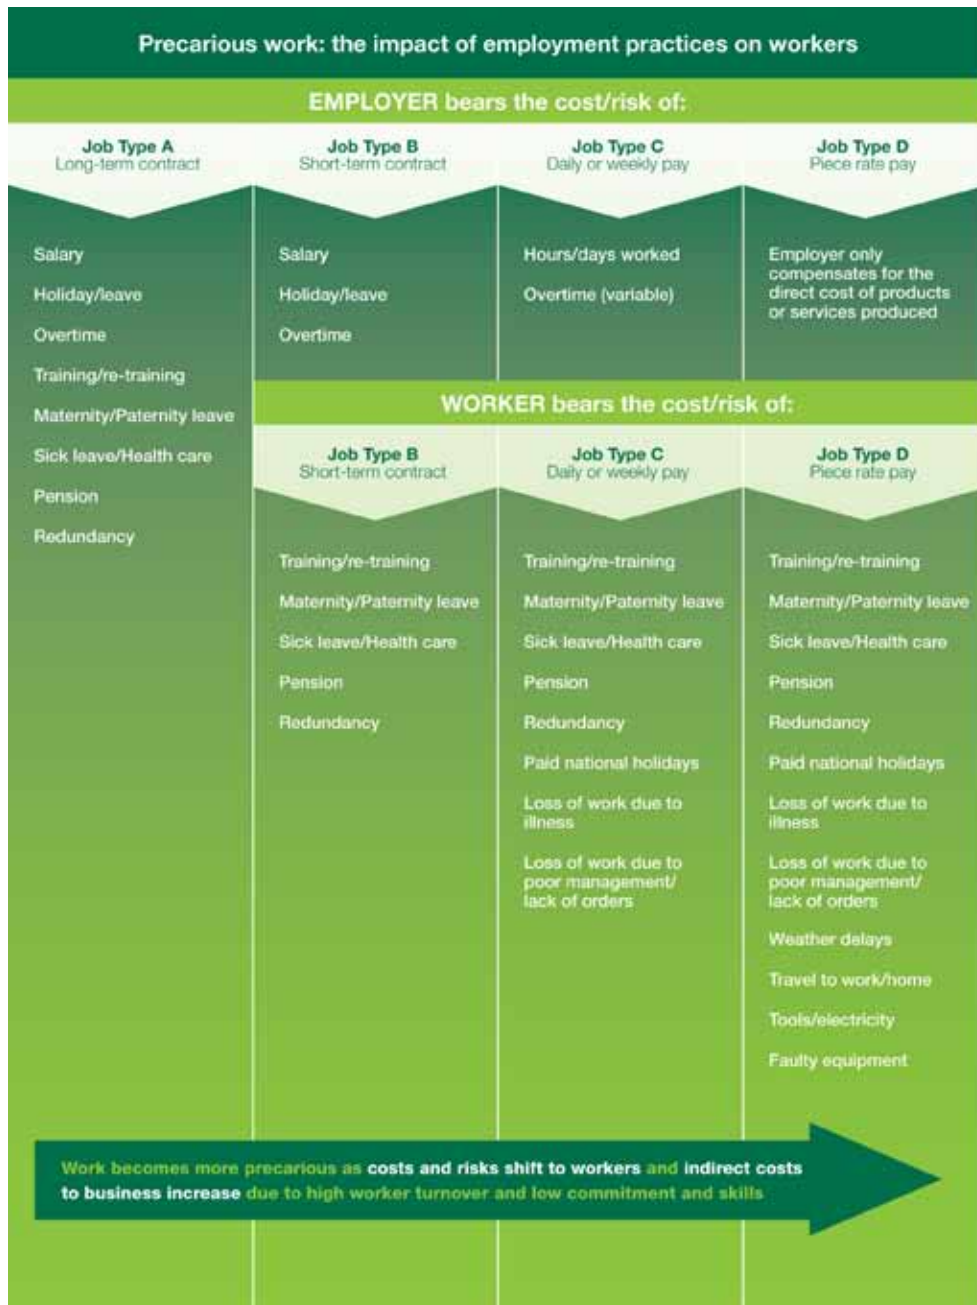 Precarious work: the impact of employment practices on workers
EMPLOYER bears the cost/risk of:
Job Type A
Long-term contract
Salary
Holiday/leave
Overtime
Training/re-training
Maternity/Paternity leave
Sick leave/Health care
Pension
Redundancy
Job Type B
Short-term contract
Salary
Holiday/leave
Overtime
Job Type C
Daily or weekly pay
Hours/days worked
Overtime (variable)
Job Type D
Piece rate pay
Employer only
compensates for the
direct cost of products
or services produced
WORKER bears the cost/risk of:
Job Type B
Short-term contract
Training/re-training
Maternity/Paternity leave
Sick leave/Health care
Pension
Redundancy
Job Type C
Daily or weekly pay
Training/re-training
Maternity/Paternity leave
Sick leave/Health care
Pension
Redundancy
Paid national holidays
Loss of work due to
illness
Loss of work due to
poor management/
lack of orders
Job Type D
Piece rate pay
Training/re-training
Maternity/Paternity leave
Sick leave/Health care
Pension
Redundancy
Paid national holidays
Loss of work due to
illness
Loss of work due to
poor management/
lack of orders
Weather delays
Travel to work/home
Tools/electricity
Faulty equipment
Work becomes more precarious as costs and risks shift to workers and indirect costs
to business increase due to high worker turnover and low commitment and skills